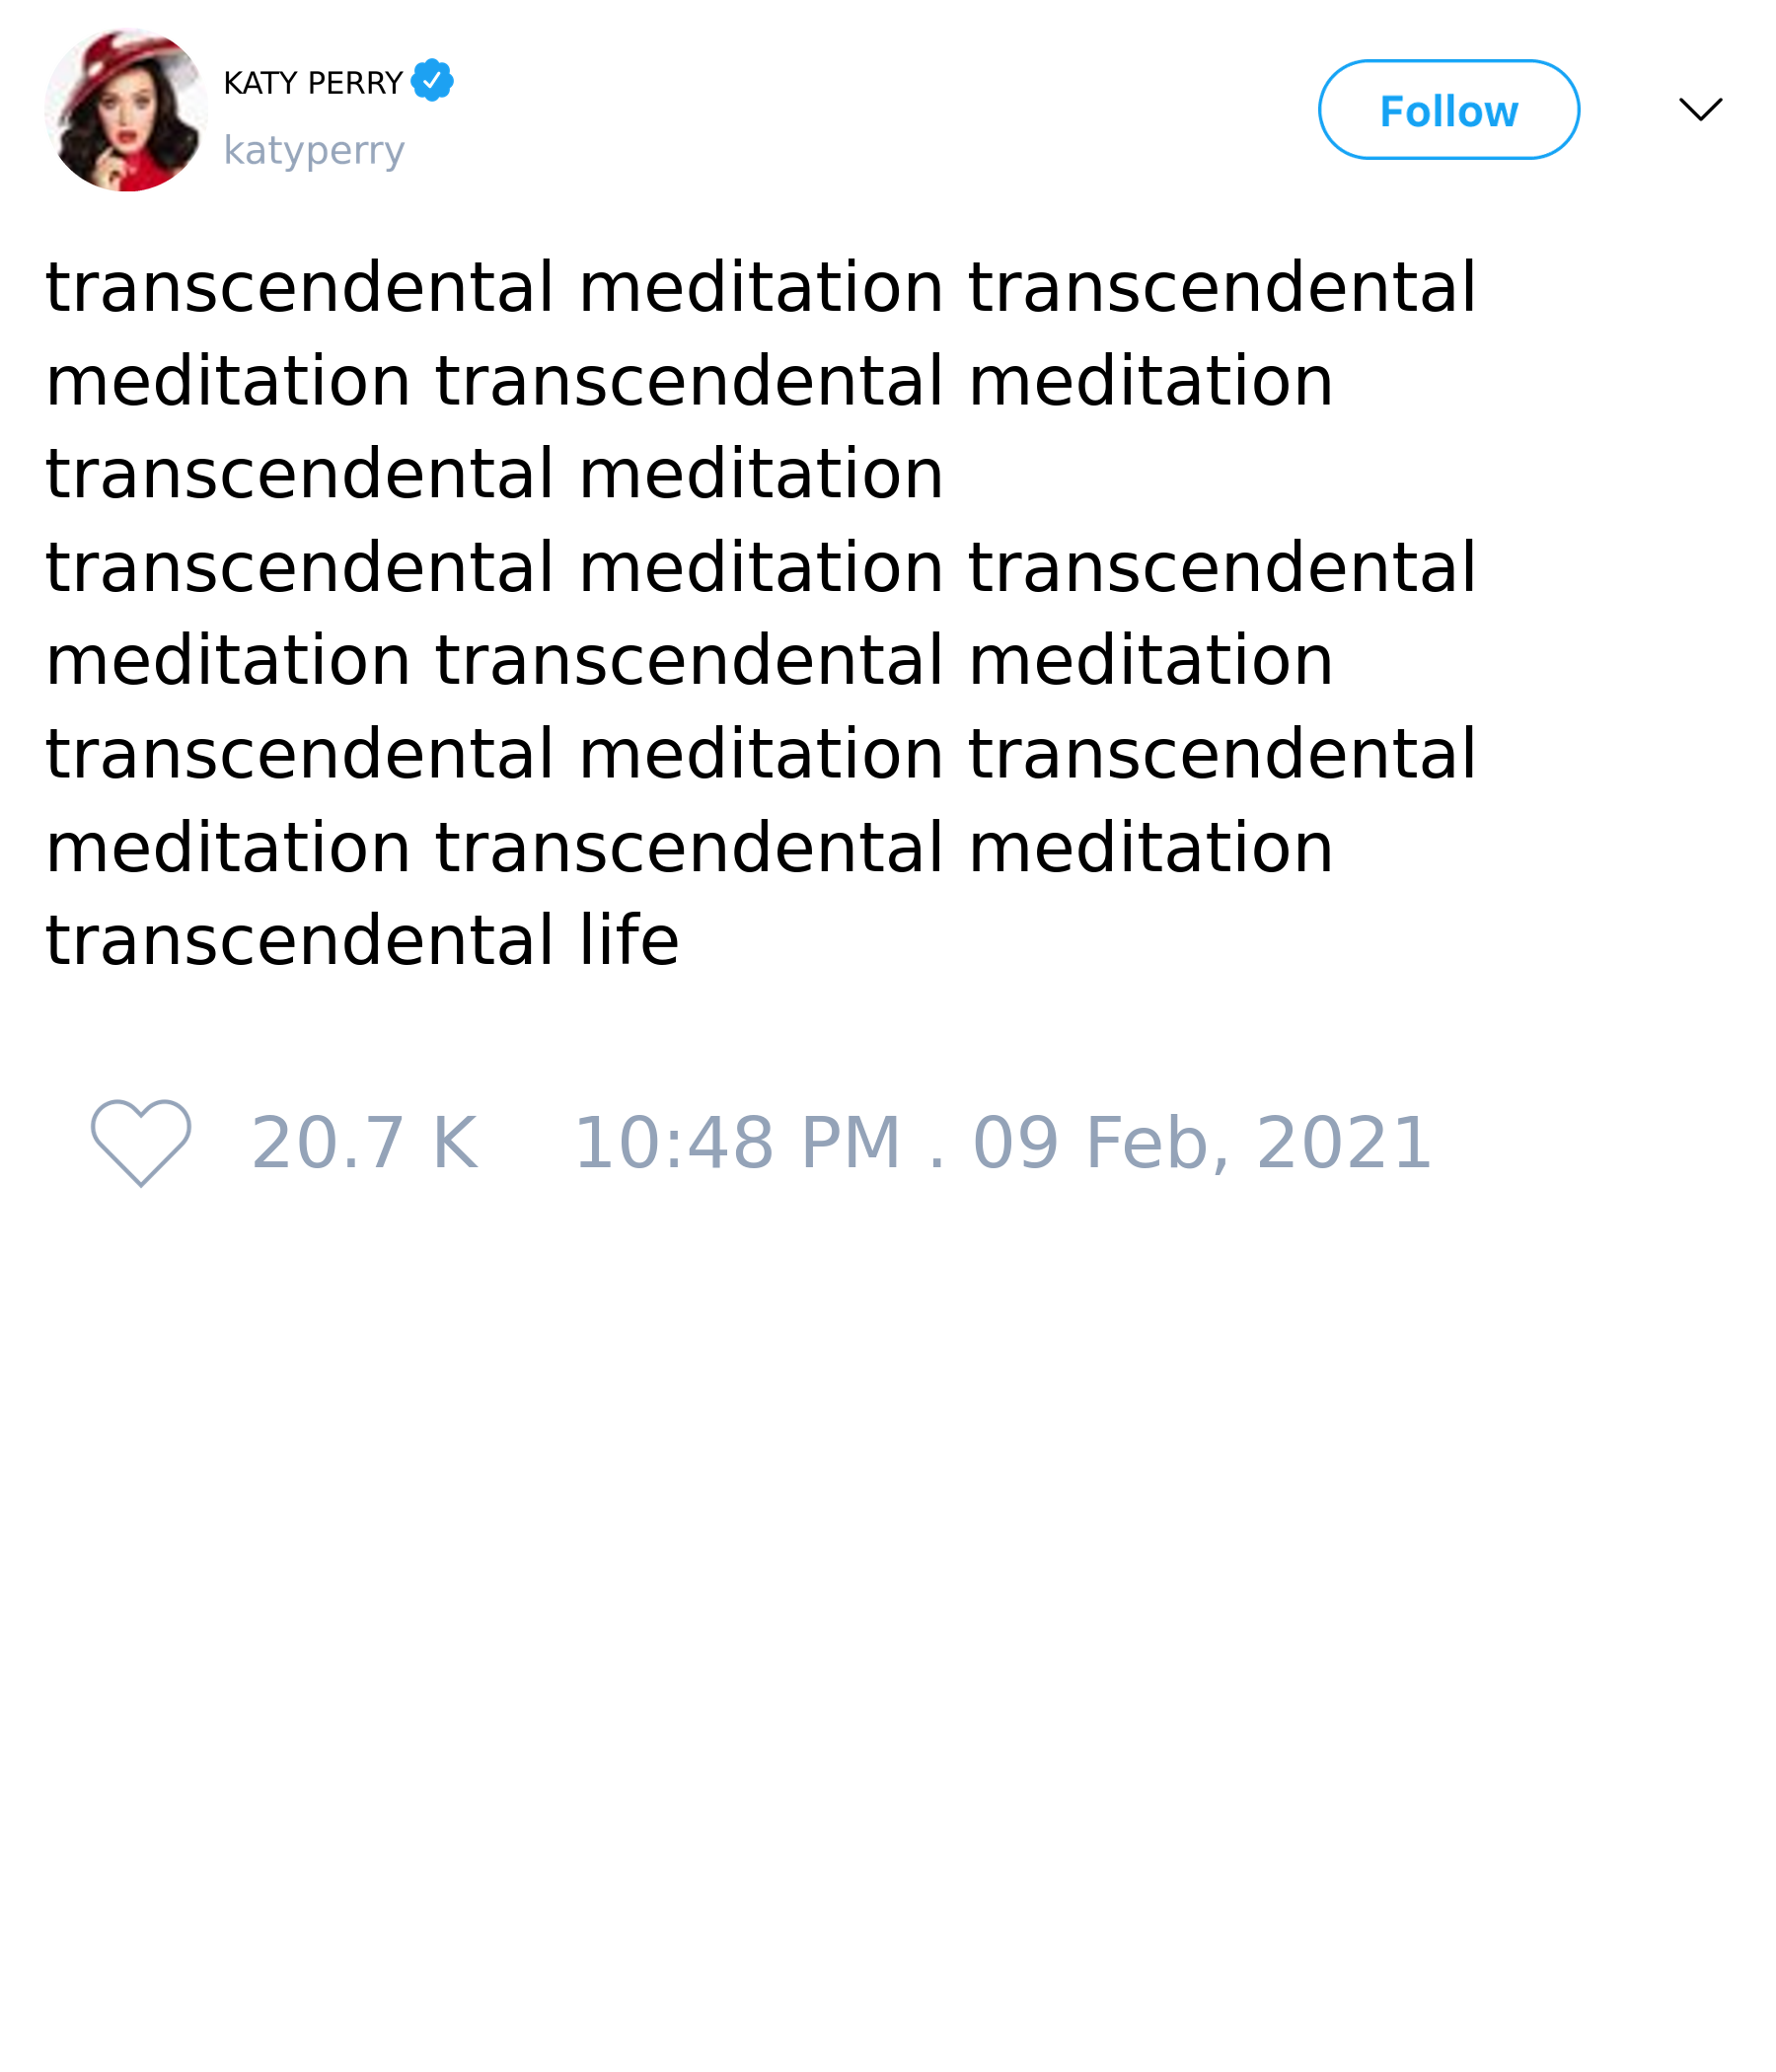 KATY PERRY
katyperry
Follow
transcendental meditation transcendental
meditation transcendental meditation
transcendental meditation
transcendental meditation transcendental
meditation transcendental meditation
transcendental meditation transcendental
meditation transcendental meditation
transcendental life
20.7 K 10:48 PM . 09 Feb, 2021